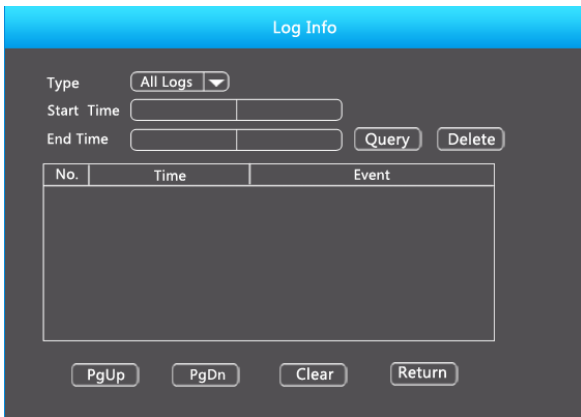 Log Info
Type All Logs
Start Time
End Time Query Delete
No. Time Event
PgUp PgDn Clear Return